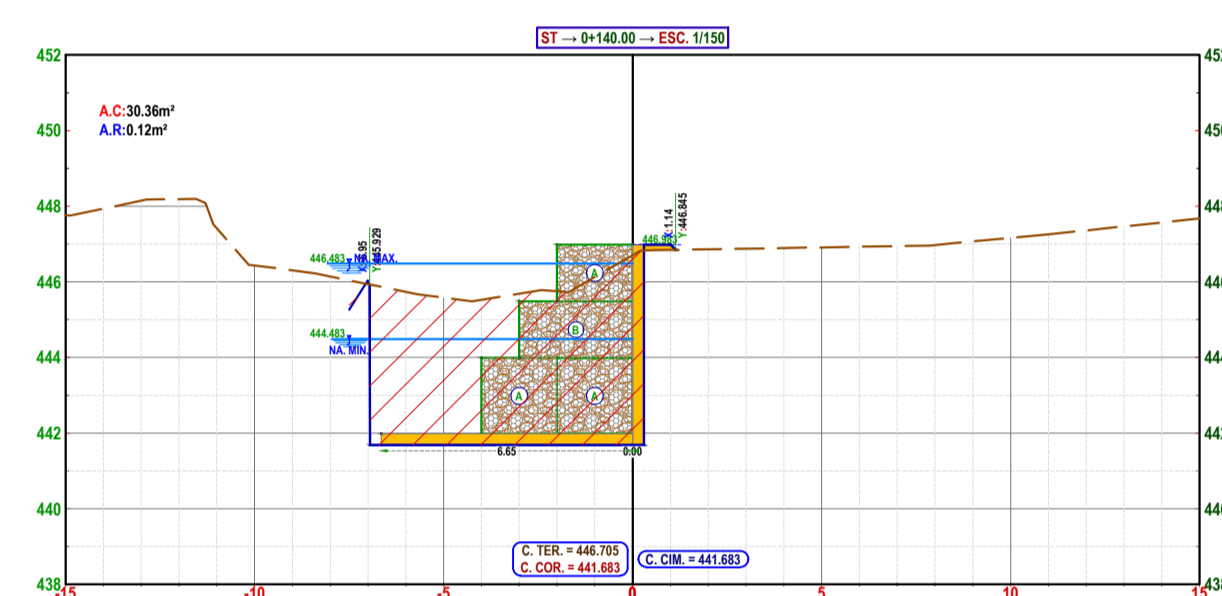 ST → 0+140.00 → ESC. 1/150
452
A.C:30.36m²
A.R:0.12m²
450
448
X:1.14
Y:446.845
446.983
Y:445.929
446.483
NA. MAX.
446
A
444.483
NA. MIN.
B
444
A
A
442
6.65
0.00
440
C. TER. = 446.705
C. COR. = 441.683
C. CIM. = 441.683
438
-15
-10
-5
0
5
10
15